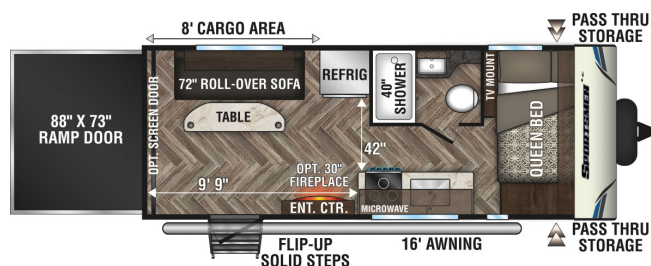 8' CARGO AREA
PASS THRU
STORAGE
88" X 73"
RAMP DOOR
OPT. SCREEN DOOR
72" ROLL-OVER SOFA
TABLE
REFRIG
40"
SHOWER
TV MOUNT
QUEEN BED
SPORTSMEN
42"
9' 9"
OPT. 30"
FIREPLACE
ENT. CTR.
MICROWAVE
FLIP-UP
SOLID STEPS
16' AWNING
PASS THRU
STORAGE